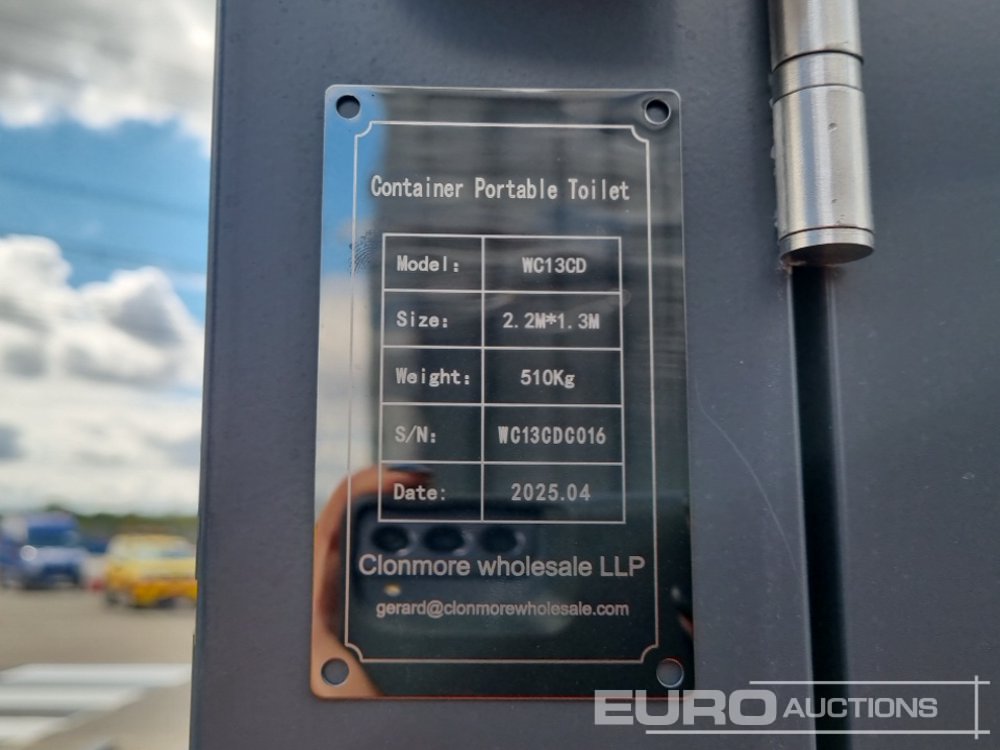 Container Portable Toilet
Model: WC13CD
Size: 2.2M*1.3M
Weight: 510Kg
S/N: WC13CDC016
Date: 2025.04
Clonmore wholesale LLP
gerard@clonmorewholesale.com
EURO AUCTIONS